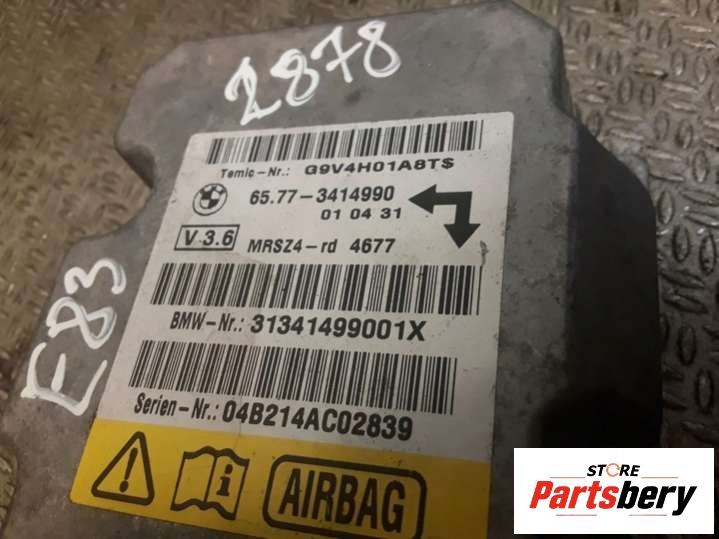 2878
Temic-Nr.: G9V4H01A8T$
65.77-3414990
01 04 31
V 3.6
MRSZ4-rd 4677
BMW-Nr.: 31341499001X
Serien-Nr.: 04B214AC02839
AIRBAG
E83
STORE
Partsbery